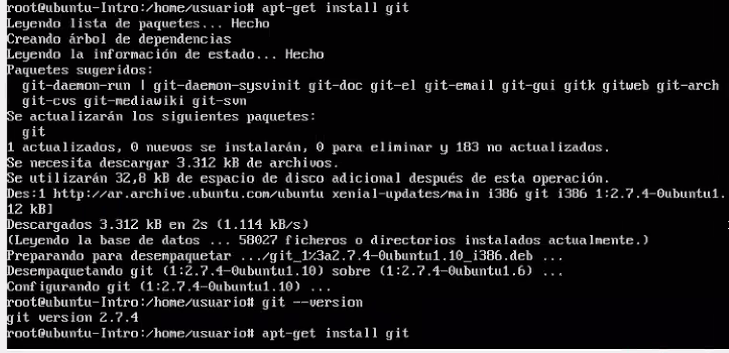 root@ubuntu-Intro:/home/usuario# apt-get install git
Leyendo lista de paquetes... Hecho
Creando árbol de dependencias
Leyendo la información de estado... Hecho
Paquetes sugeridos:
  git-daemon-run | git-daemon-sysvinit git-doc git-el git-email git-gui gitk gitweb git-arch
  git-cvs git-mediawiki git-svn
Se actualizarán los siguientes paquetes:
  git
1 actualizados, 0 nuevos se instalarán, 0 para eliminar y 183 no actualizados.
Se necesita descargar 3.312 kB de archivos.
Se utilizarán 32,8 kB de espacio de disco adicional después de esta operación.
Des:1 http://ar.archive.ubuntu.com/ubuntu xenial-updates/main i386 git i386 1:2.7.4-0ubuntu1.
12 kB]
Descargados 3.312 kB en 2s (1.114 kB/s)
(Leyendo la base de datos ... 58027 ficheros o directorios instalados actualmente.)
Preparando para desempaquetar .../git_1%3a2.7.4-0ubuntu1.10_i386.deb ...
Desempaquetando git (1:2.7.4-0ubuntu1.10) sobre (1:2.7.4-0ubuntu1.6) ...
Configurando git (1:2.7.4-0ubuntu1.10) ...
root@ubuntu-Intro:/home/usuario# git --version
git version 2.7.4
root@ubuntu-Intro:/home/usuario# apt-get install git